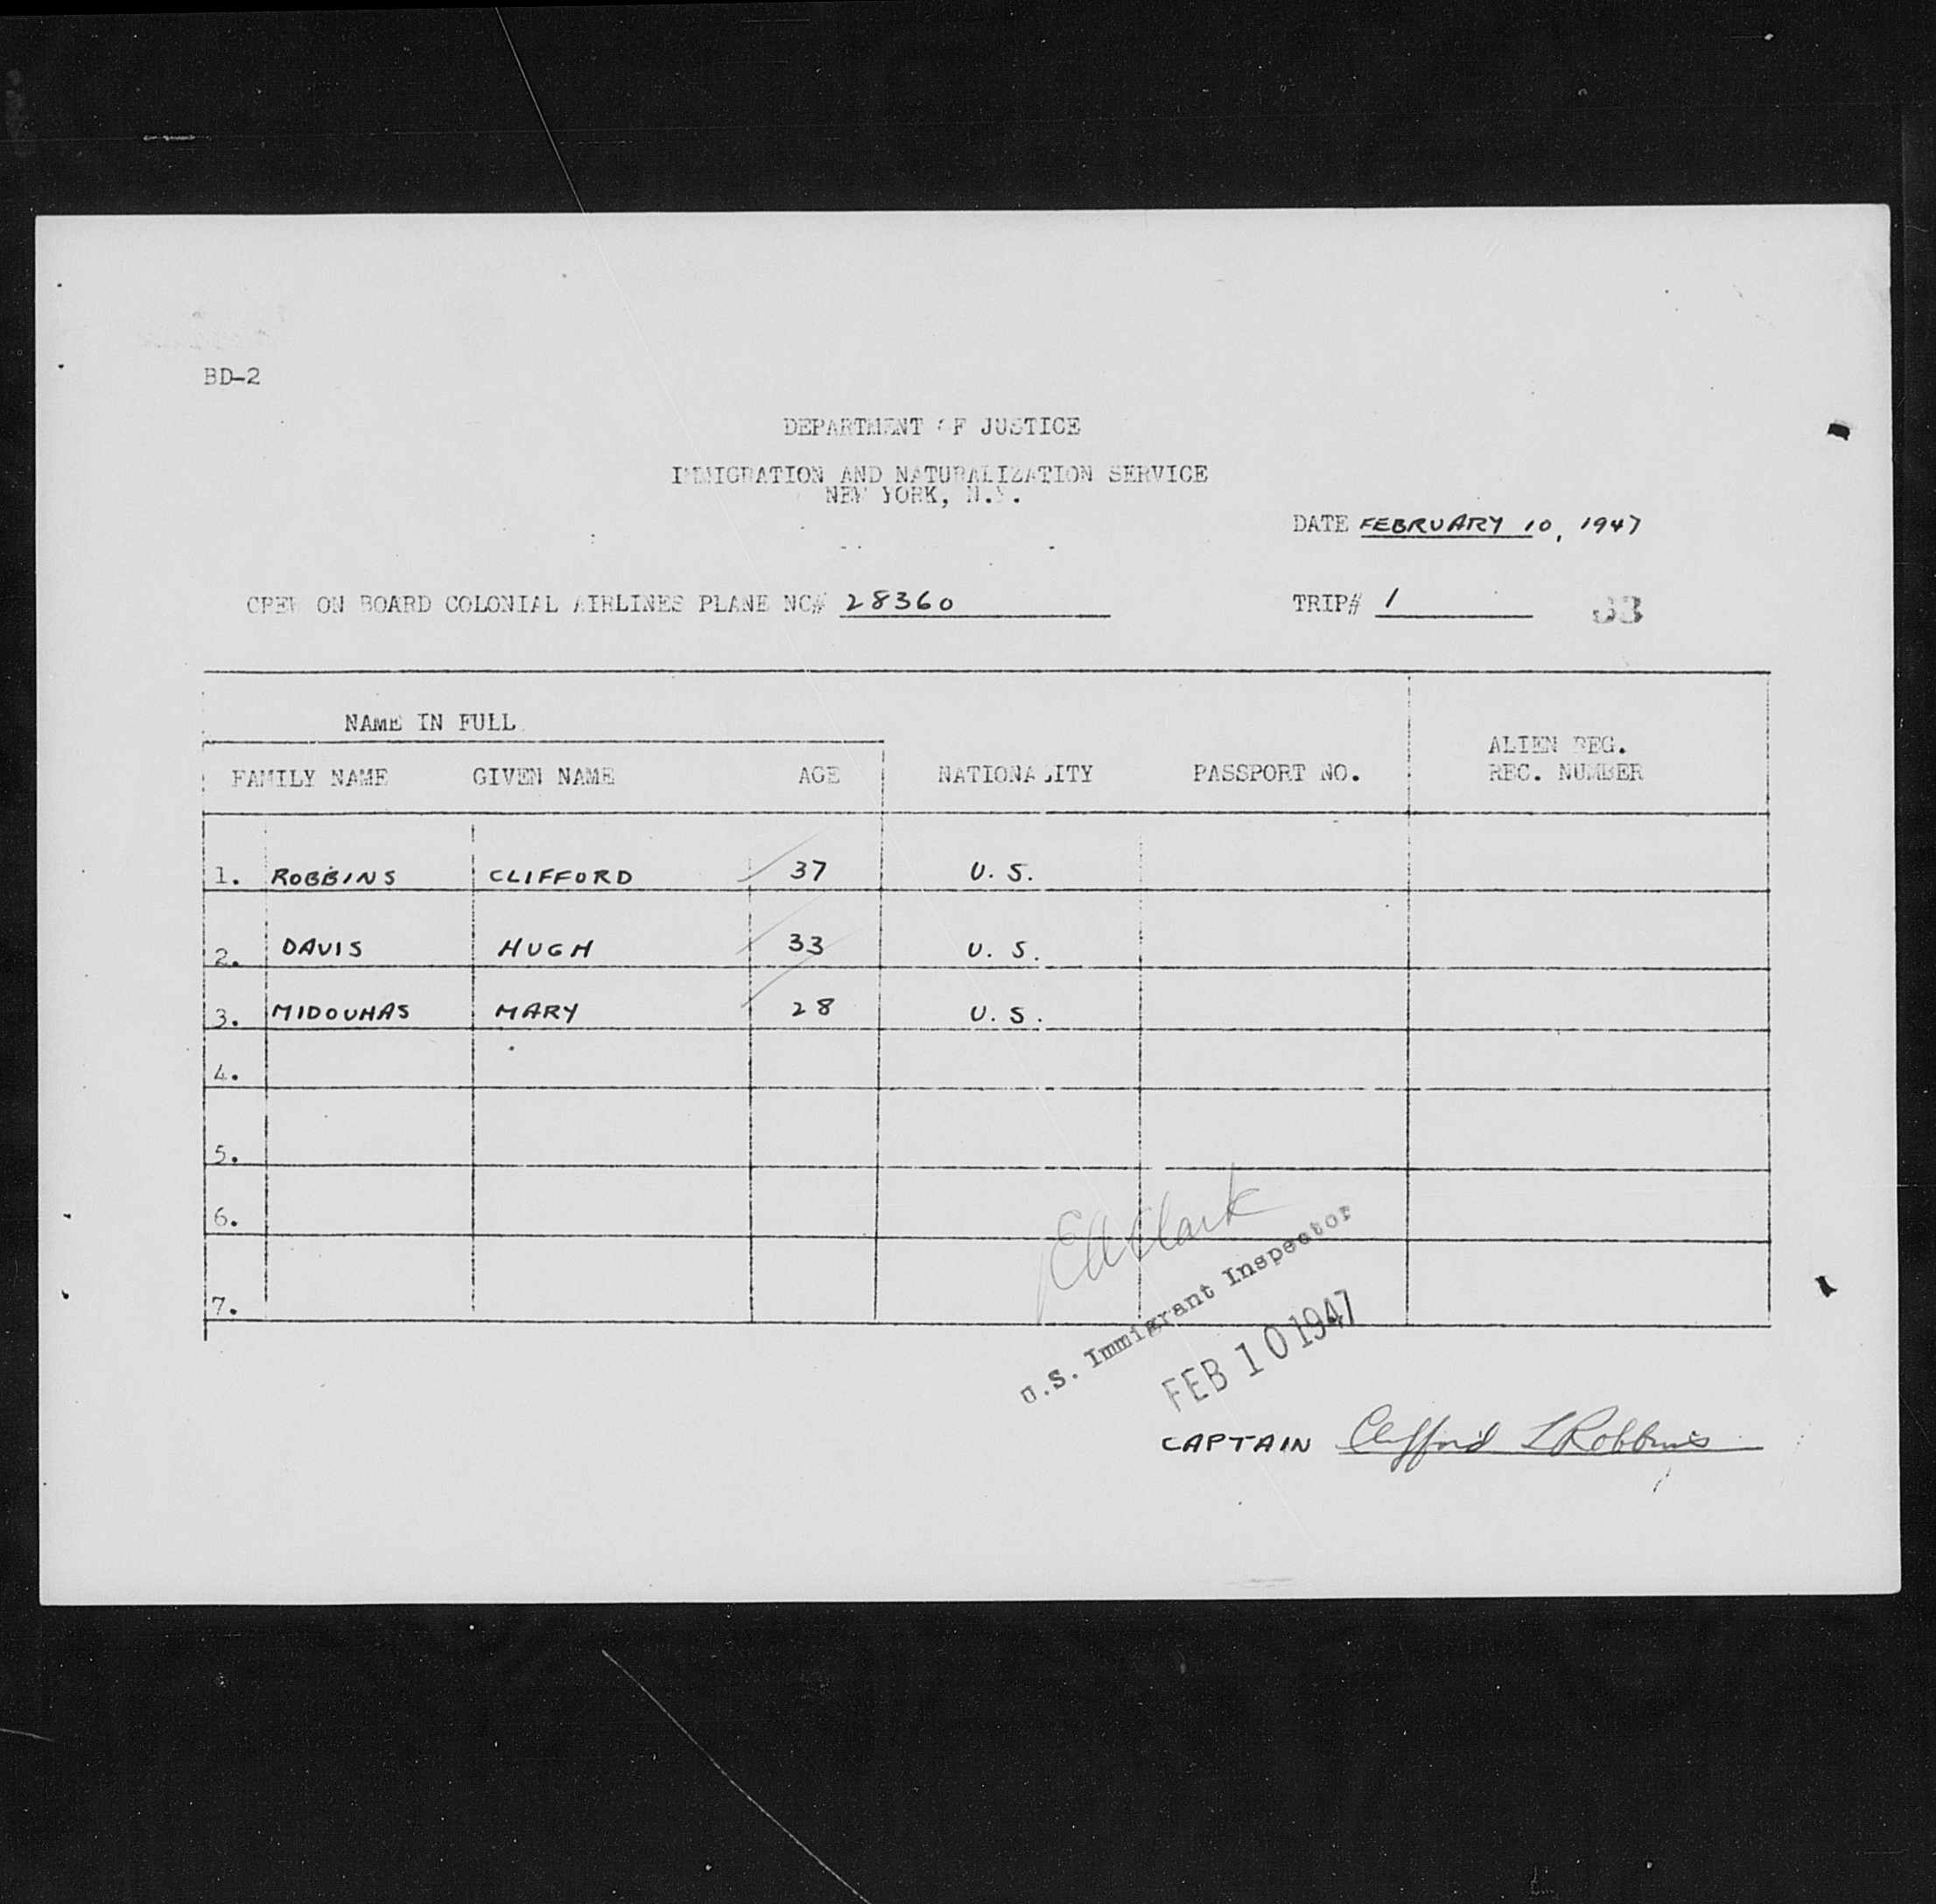 BD-2
DEPARTMENT OF JUSTICE
IMMIGRATION AND NATURALIZATION SERVICE
NEW YORK, N.Y.
DATE FEBRUARY 10, 1947
CREW ON BOARD COLONIAL AIRLINES PLANE NC# 28360 TRIP# 1 33
NAME IN FULL
FAMILY NAME GIVEN NAME AGE NATIONALITY PASSPORT NO. ALIEN REG. REC. NUMBER
1. ROBBINS CLIFFORD 37 U. S.
2. DAVIS HUGH 33 U. S.
3. MIDOUHAS MARY 28 U. S.
4.
5.
6.
7.
EA Clark
U.S. Immigrant Inspector
FEB 10 1947
CAPTAIN Clifford L Robbins